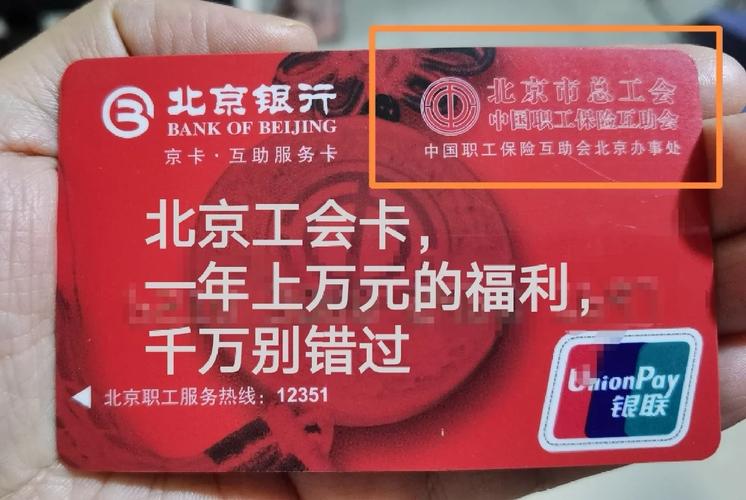 北京银行
BANK OF BEIJING
京卡·互助服务卡
北京市总工会
中国职工保险互助会
中国职工保险互助会北京办事处
北京工会卡，
一年上万元的福利，
千万别错过
北京职工服务热线：12351
UnionPay
银联